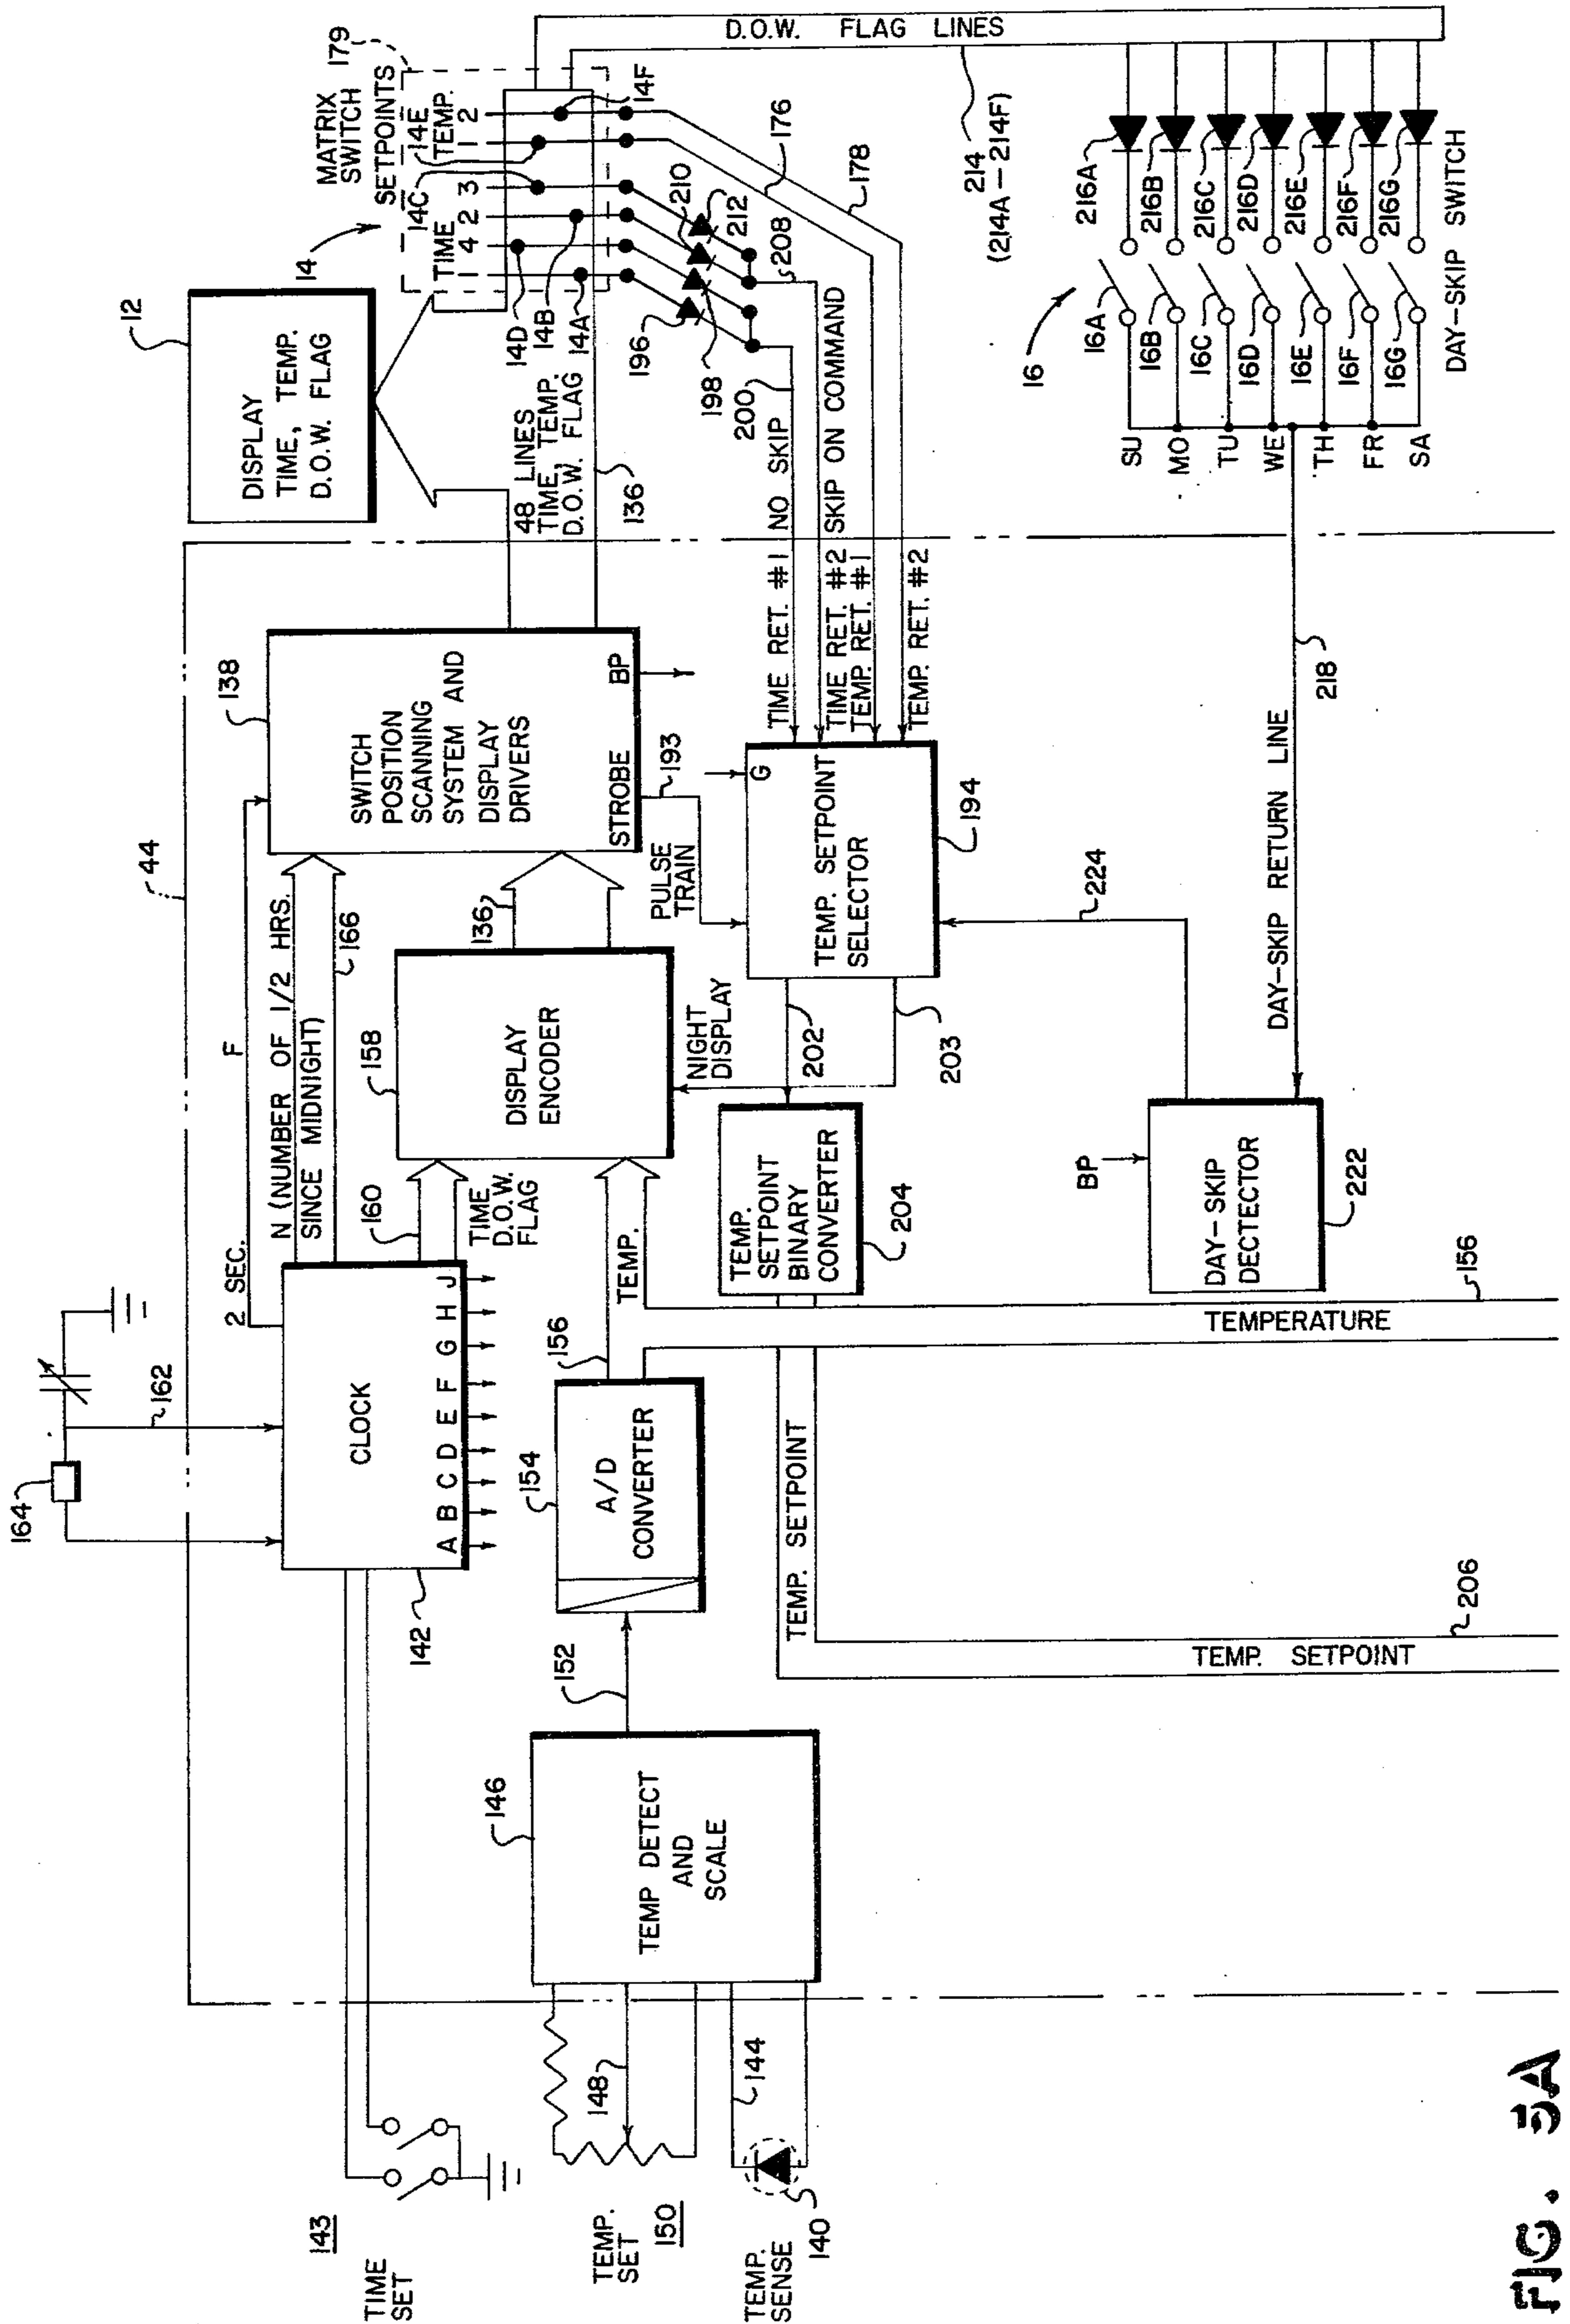 164
162
44
2 SEC.
F
N (NUMBER OF 1/2 HRS.
SINCE MIDNIGHT)
166
CLOCK
A B C D E F G H J
142
143
TIME
SET
160
TIME
D.O.W.
FLAG
138
SWITCH
POSITION
SCANNING
SYSTEM AND
DISPLAY
DRIVERS
STROBE
BP
193
PULSE
TRAIN
136
158
DISPLAY
ENCODER
NIGHT
DISPLAY
12
DISPLAY
TIME, TEMP.
D.O.W. FLAG
48 LINES
TIME, TEMP.
D.O.W. FLAG
136
14
MATRIX
SWITCH
179
SETPOINTS
14C
14E
TIME
TEMP.
1 4 2 3 1 2
14D
14B
14A
14F
196
198
210
212
200
208
176
178
D.O.W. FLAG LINES
214
(214A-214F)
TIME RET. #1 NO SKIP
TIME RET. #2 SKIP ON COMMAND
TEMP. RET. #1
TEMP. RET. #2
G
TEMP. SETPOINT
SELECTOR
194
202
203
224
TEMP.
SETPOINT
BINARY
CONVERTER
204
154
A/D
CONVERTER
156
TEMP.
152
146
TEMP DETECT
AND
SCALE
148
144
TEMP.
SET
150
TEMP.
SENSE
140
TEMP. SETPOINT
TEMP. SETPOINT
206
TEMPERATURE
156
BP
DAY-SKIP
DECTECTOR
222
DAY-SKIP RETURN LINE
218
16
SU
MO
TU
WE
TH
FR
SA
16A
16B
16C
16D
16E
16F
16G
216A
216B
216C
216D
216E
216F
216G
DAY-SKIP SWITCH
FIG. 5A